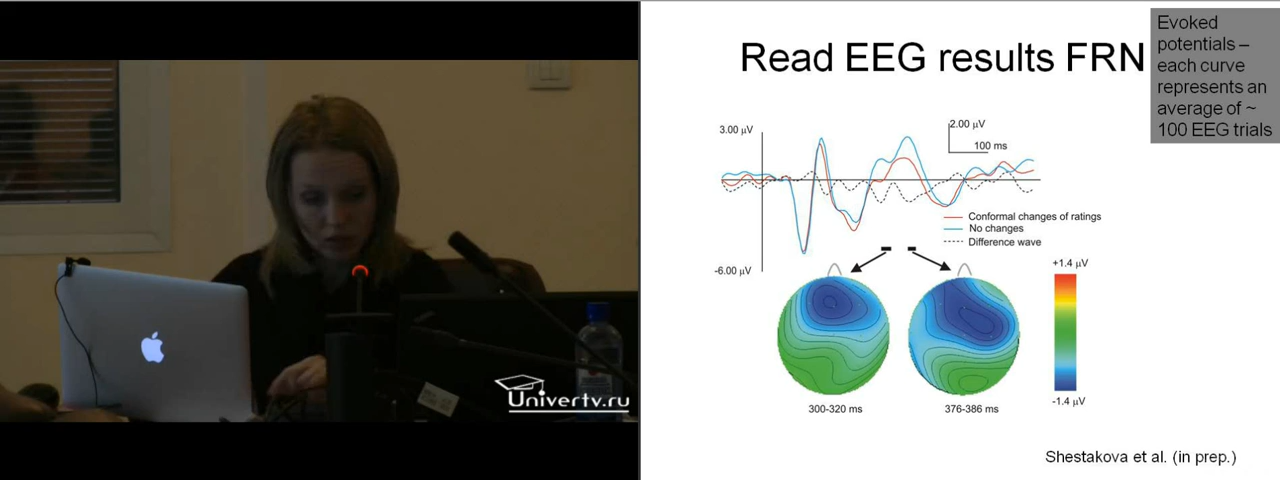 Univertv.ru
Read EEG results FRN
Evoked
potentials –
each curve
represents an
average of ~
100 EEG trials
3.00 µV
2.00 µV
100 ms
Conformal changes of ratings
No changes
Difference wave
-6.00 µV
+1.4 µV
-1.4 µV
300-320 ms
376-386 ms
Shestakova et al. (in prep.)